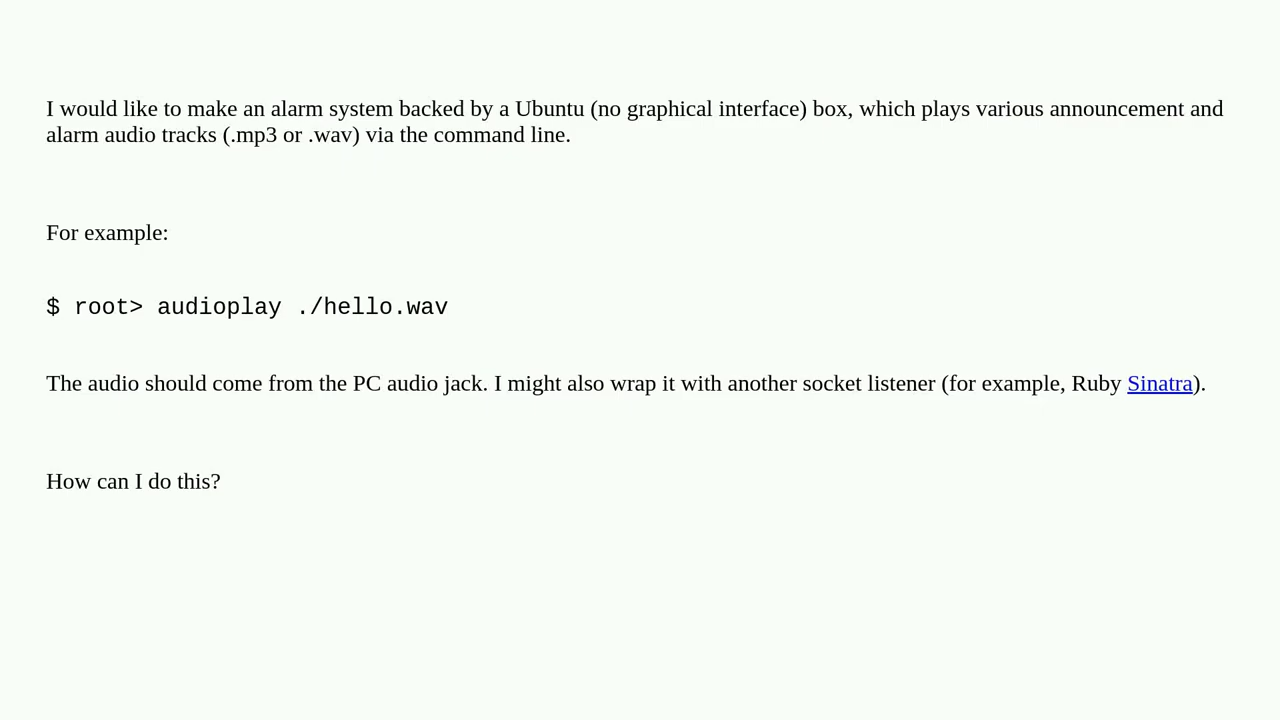 I would like to make an alarm system backed by a Ubuntu (no graphical interface) box, which plays various announcement and
alarm audio tracks (.mp3 or .wav) via the command line.
For example:
$ root> audioplay ./hello.wav
The audio should come from the PC audio jack. I might also wrap it with another socket listener (for example, Ruby Sinatra).
How can I do this?